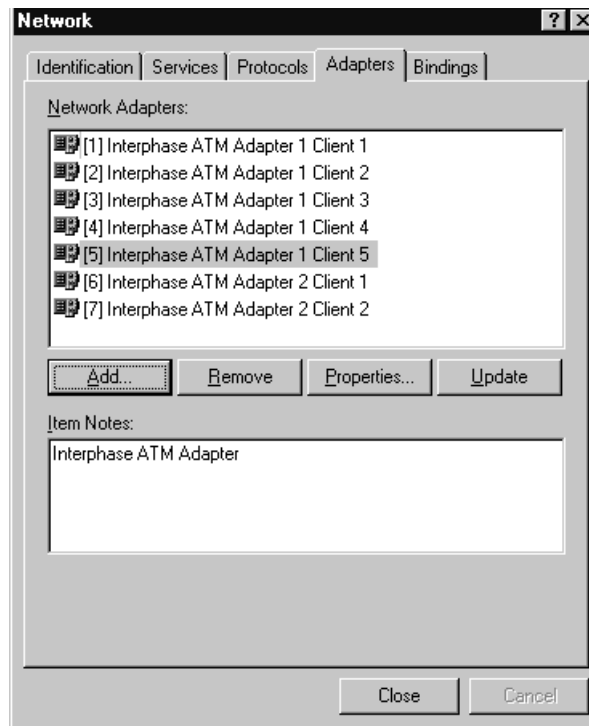 Network ? X
Identification Services Protocols Adapters Bindings
Network Adapters:
[1] Interphase ATM Adapter 1 Client 1
[2] Interphase ATM Adapter 1 Client 2
[3] Interphase ATM Adapter 1 Client 3
[4] Interphase ATM Adapter 1 Client 4
[5] Interphase ATM Adapter 1 Client 5
[6] Interphase ATM Adapter 2 Client 1
[7] Interphase ATM Adapter 2 Client 2
Add... Remove Properties... Update
Item Notes:
Interphase ATM Adapter
Close Cancel